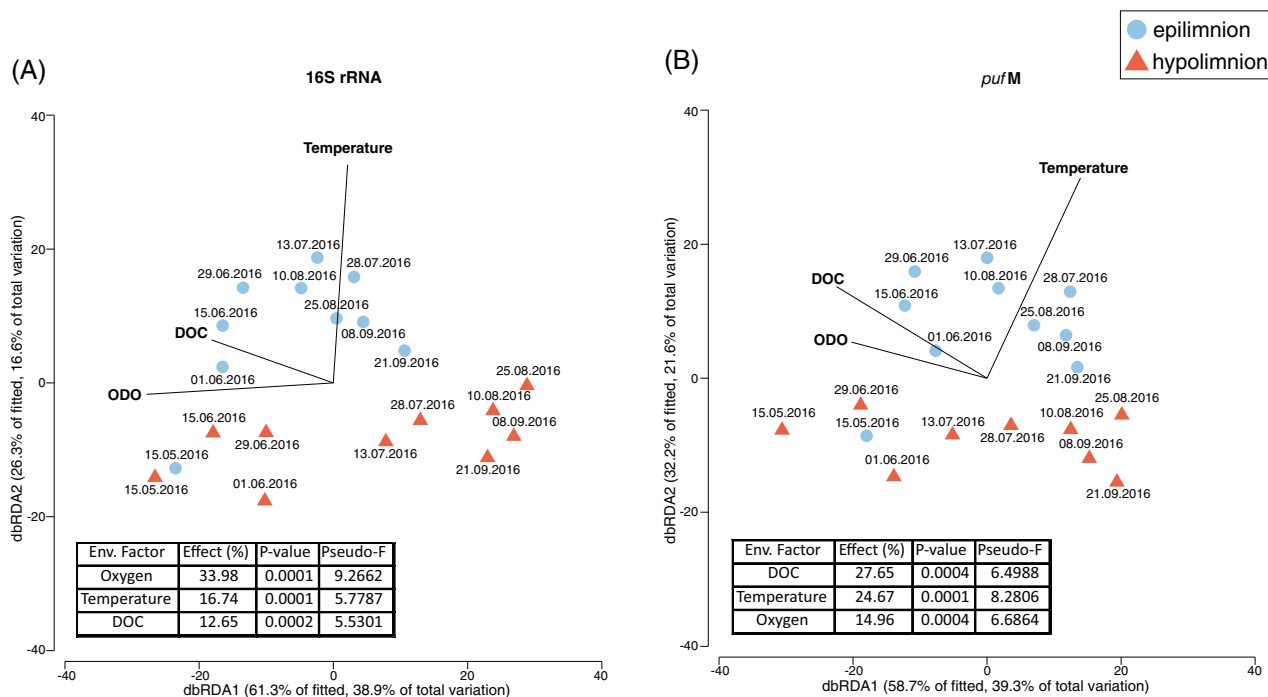 epilimnion
hypolimnion
(A)
16S rRNA
40
20
0
-20
-40
dbRDA2 (26.3% of fitted, 16.6% of total variation)
Temperature
13.07.2016
29.06.2016
10.08.2016
28.07.2016
15.06.2016
25.08.2016
DOC
08.09.2016
21.09.2016
01.06.2016
ODO
25.08.2016
10.08.2016
28.07.2016
15.06.2016
08.09.2016
29.06.2016
13.07.2016
21.09.2016
15.05.2016
15.05.2016
01.06.2016
Env. Factor Effect (%) P-value Pseudo-F
Oxygen 33.98 0.0001 9.2662
Temperature 16.74 0.0001 5.7787
DOC 12.65 0.0002 5.5301
-40 -20 0 20 40
dbRDA1 (61.3% of fitted, 38.9% of total variation)
(B)
pufM
40
20
0
-20
-40
dbRDA2 (32.2% of fitted, 21.6% of total variation)
Temperature
13.07.2016
29.06.2016
DOC
10.08.2016
28.07.2016
15.06.2016
25.08.2016
ODO
01.06.2016
08.09.2016
21.09.2016
29.06.2016
25.08.2016
15.05.2016
15.05.2016
13.07.2016
10.08.2016
28.07.2016
08.09.2016
01.06.2016
21.09.2016
Env. Factor Effect (%) P-value Pseudo-F
DOC 27.65 0.0004 6.4988
Temperature 24.67 0.0001 8.2806
Oxygen 14.96 0.0004 6.6864
-40 -20 0 20 40
dbRDA1 (58.7% of fitted, 39.3% of total variation)